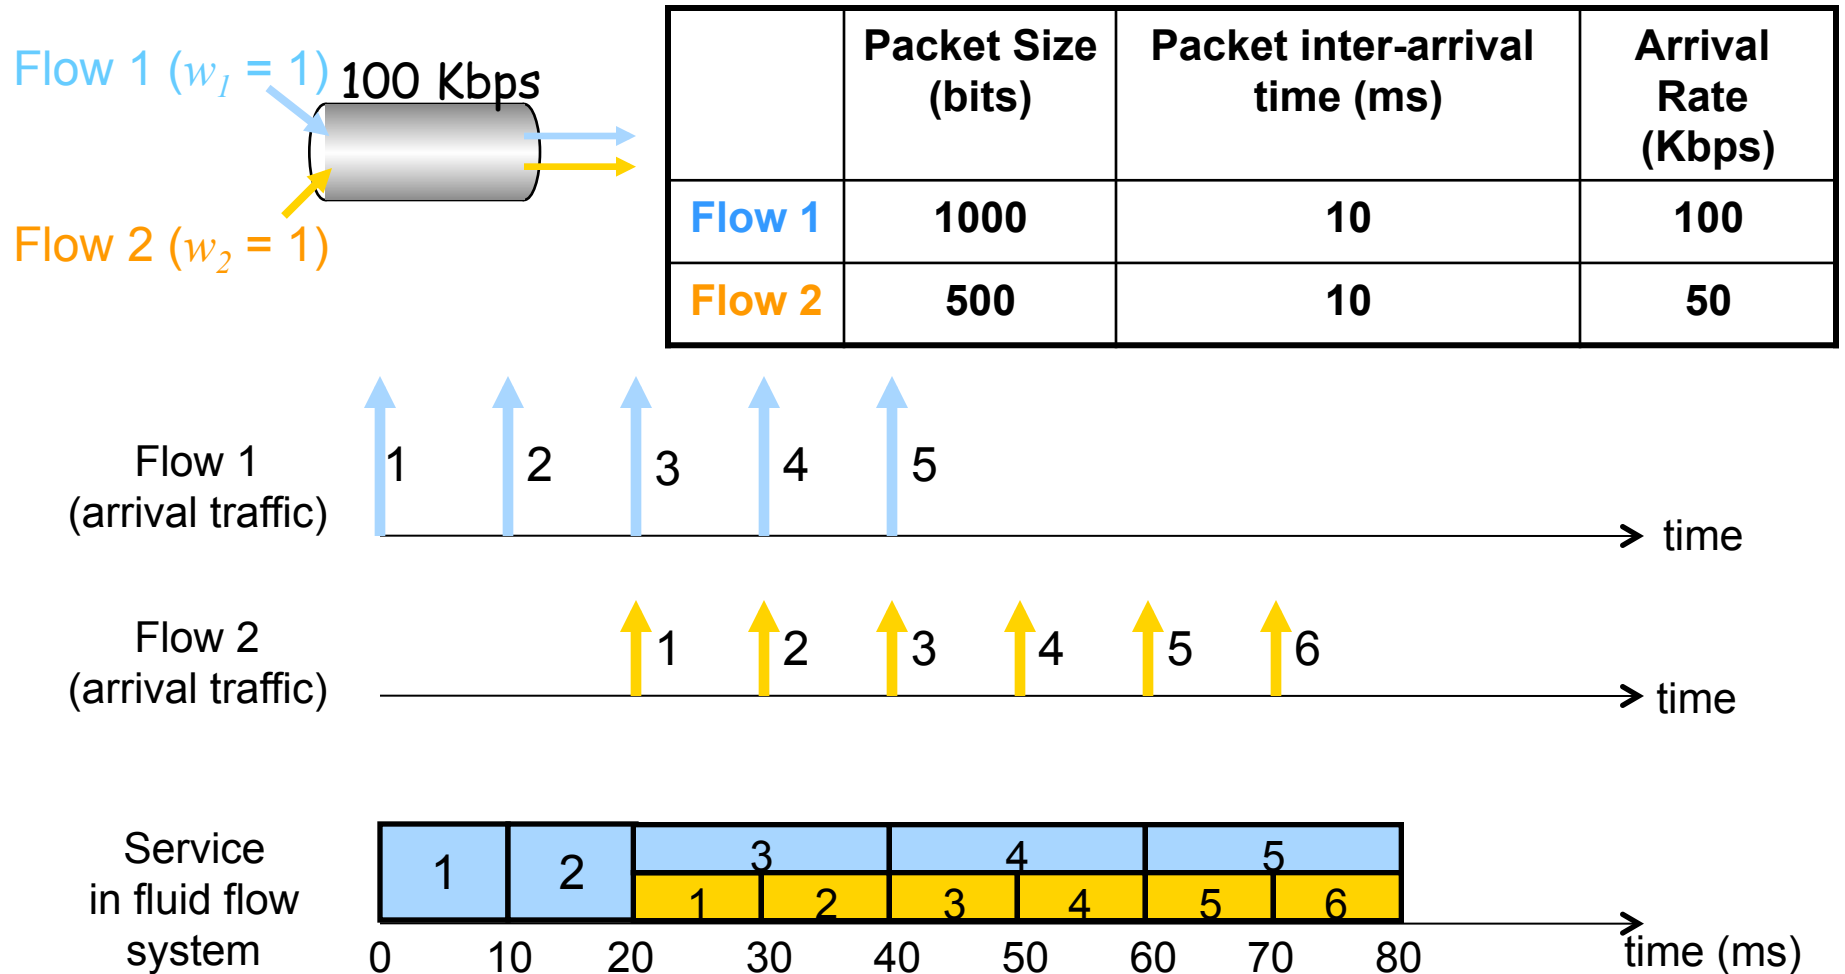 Flow 1 (w1 = 1)
100 Kbps
Flow 2 (w2 = 1)
Packet Size
(bits)
Packet inter-arrival
time (ms)
Arrival
Rate
(Kbps)
Flow 1 1000 10 100
Flow 2 500 10 50
Flow 1
(arrival traffic)
1 2 3 4 5
time
Flow 2
(arrival traffic)
1 2 3 4 5 6
time
Service
in fluid flow
system
1 2 3 4 5
1 2 3 4 5 6
0 10 20 30 40 50 60 70 80 time (ms)